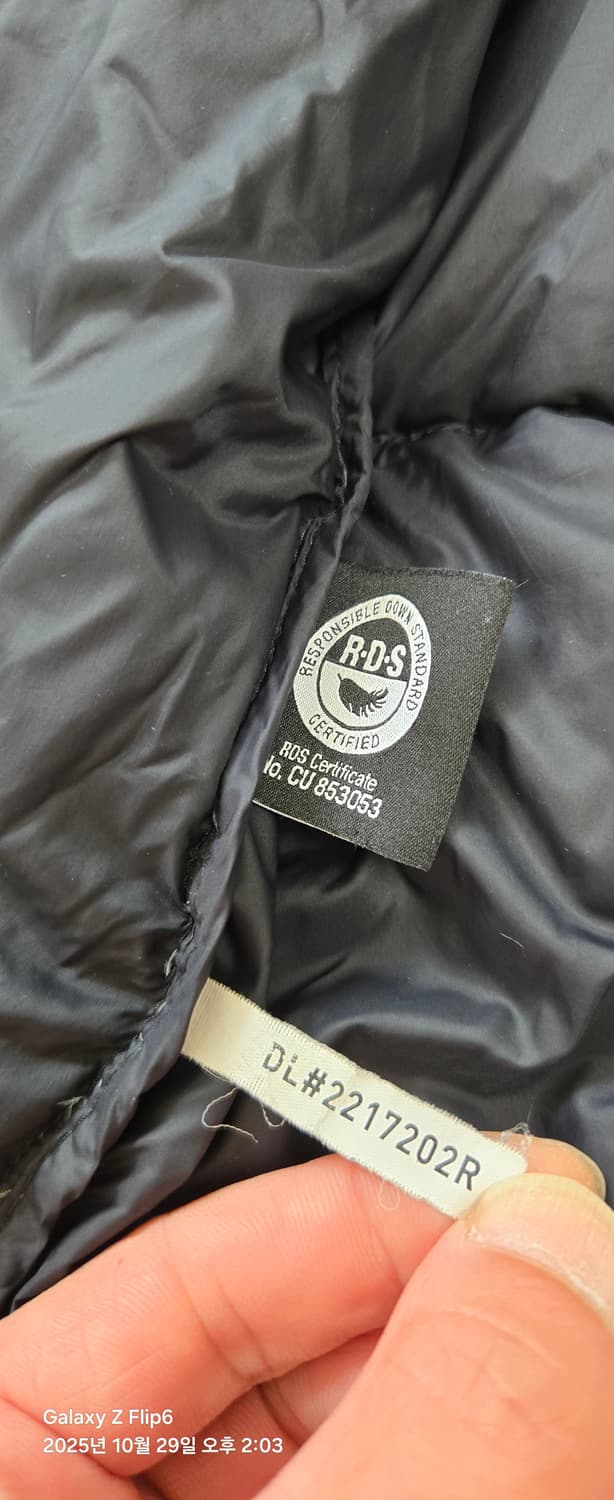 RESPONSIBLE DOWN STANDARD
R·D·S
CERTIFIED
RDS Certificate
No. CU 853053
DL#2217202R
Galaxy Z Flip6
2025년 10월 29일 오후 2:03